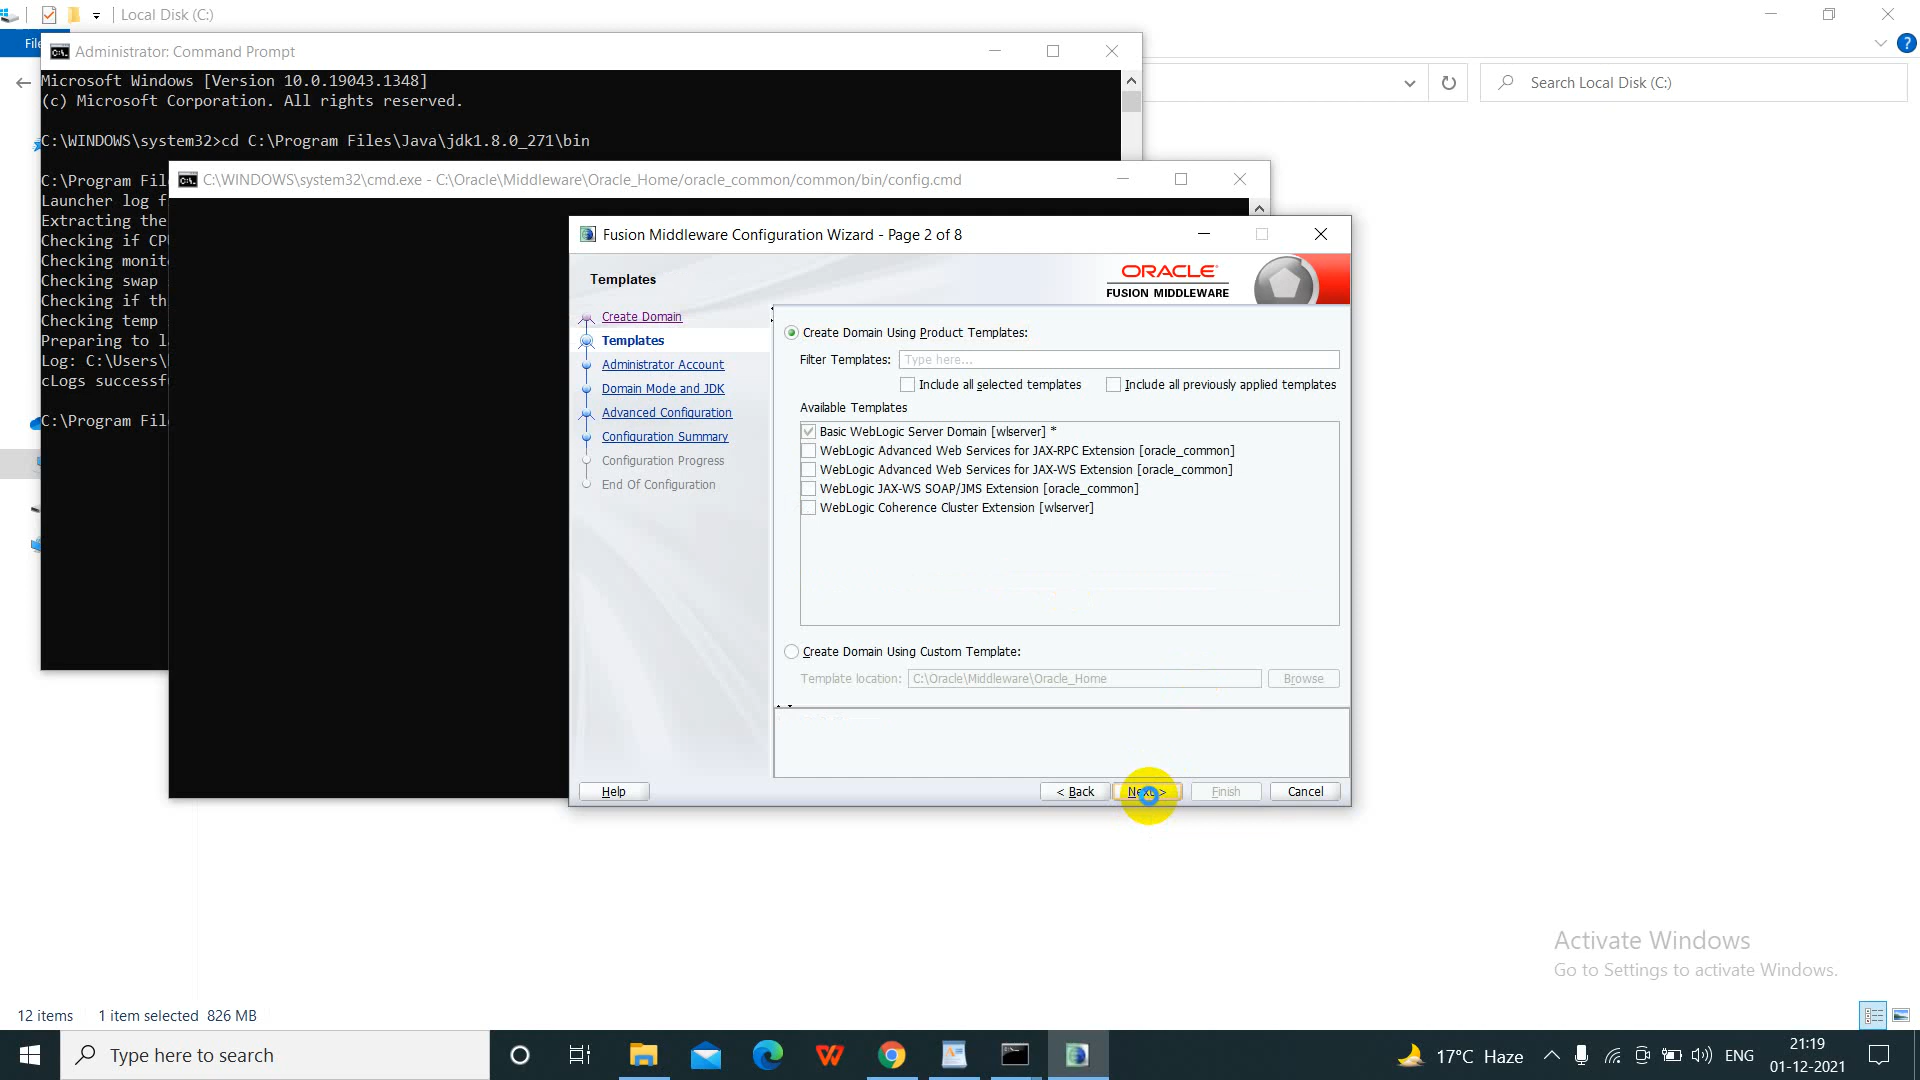 Local Disk (C:)
File
Administrator: Command Prompt
Microsoft Windows [Version 10.0.19043.1348]
(c) Microsoft Corporation. All rights reserved.
C:\WINDOWS\system32>cd C:\Program Files\Java\jdk1.8.0_271\bin
C:\Program Fil
Launcher log f
Extracting the
Checking if CP
Checking monit
Checking swap
Checking if th
Checking temp
Preparing to l
Log: C:\Users\
cLogs successf
C:\Program Fil
Search Local Disk (C:)
C:\WINDOWS\system32\cmd.exe - C:\Oracle\Middleware\Oracle_Home/oracle_common/common/bin/config.cmd
Fusion Middleware Configuration Wizard - Page 2 of 8
Templates
ORACLE
FUSION MIDDLEWARE
Create Domain
Templates
Administrator Account
Domain Mode and JDK
Advanced Configuration
Configuration Summary
Configuration Progress
End Of Configuration
Create Domain Using Product Templates:
Filter Templates: Type here...
Include all selected templates Include all previously applied templates
Available Templates
Basic WebLogic Server Domain [wlserver] *
WebLogic Advanced Web Services for JAX-RPC Extension [oracle_common]
WebLogic Advanced Web Services for JAX-WS Extension [oracle_common]
WebLogic JAX-WS SOAP/JMS Extension [oracle_common]
WebLogic Coherence Cluster Extension [wlserver]
Create Domain Using Custom Template:
Template location: C:\Oracle\Middleware\Oracle_Home Browse
Help < Back Next > Finish Cancel
Activate Windows
Go to Settings to activate Windows.
12 items 1 item selected 826 MB
Type here to search
17°C Haze
ENG
21:19
01-12-2021